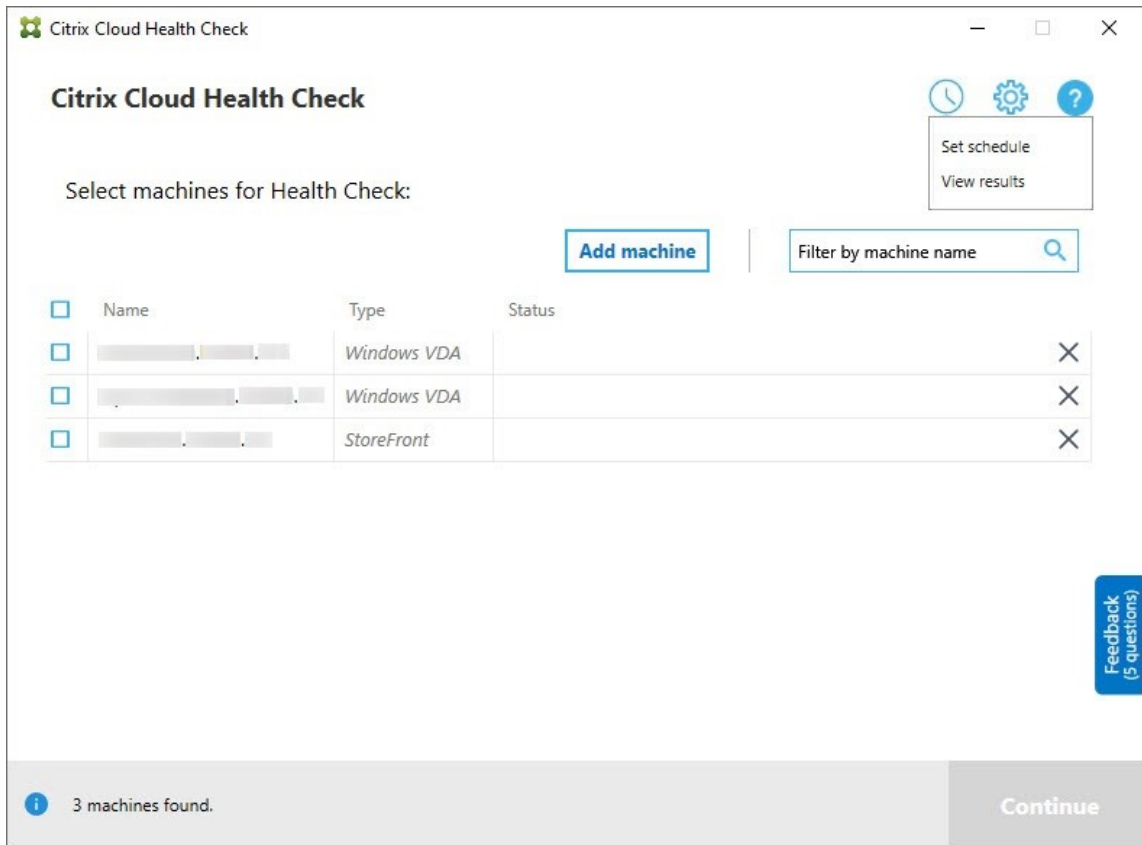 Citrix Cloud Health Check
Citrix Cloud Health Check
?
Set schedule
View results
Select machines for Health Check:
Add machine
Filter by machine name
Name Type Status
Windows VDA
Windows VDA
StoreFront
Feedback
(5 questions)
3 machines found.
Continue